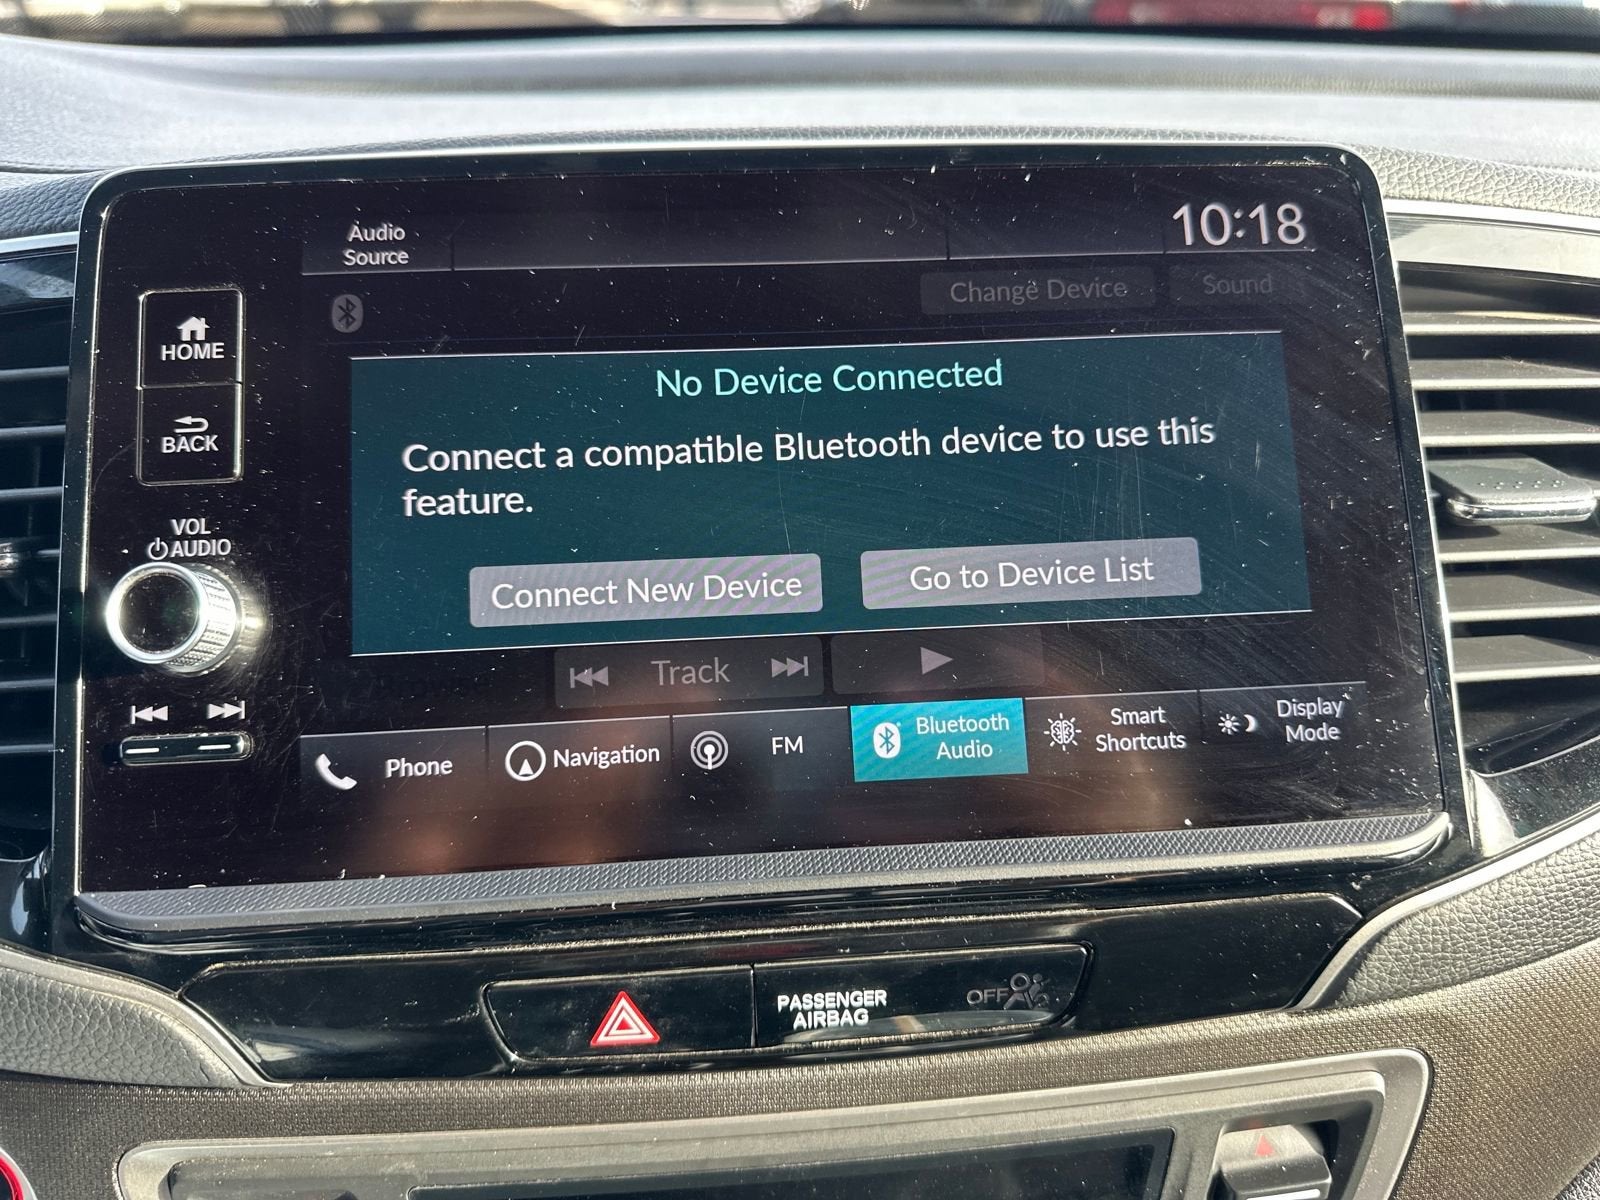 Audio
Source
10:18
Change Device
Sound
HOME
BACK
VOL
AUDIO
No Device Connected
Connect a compatible Bluetooth device to use this
feature.
Connect New Device
Go to Device List
Browse
Track
Phone
Navigation
FM
Bluetooth
Audio
Smart
Shortcuts
Display
Mode
PASSENGER
AIRBAG
OFF